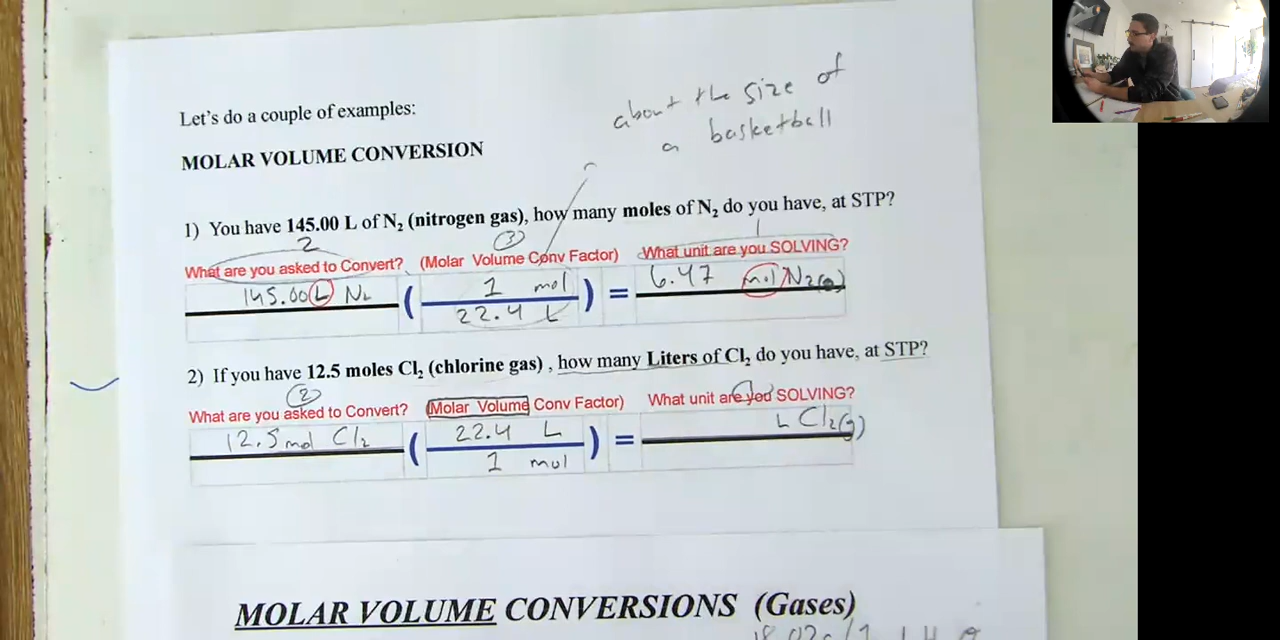 Let's do a couple of examples:
about the size of
a basketball
MOLAR VOLUME CONVERSION
1) You have 145.00 L of N₂ (nitrogen gas), how many moles of N₂ do you have, at STP?
2 3 1
What are you asked to Convert? (Molar Volume Conv Factor) What unit are you SOLVING?
145.00 L N₂ ( 1 mol / 22.4 L ) = 6.47 mol N₂(g)
2) If you have 12.5 moles Cl₂ (chlorine gas) , how many Liters of Cl₂ do you have, at STP?
2 1
What are you asked to Convert? (Molar Volume Conv Factor) What unit are you SOLVING?
12.5 mol Cl₂ ( 22.4 L / 1 mol ) = L Cl₂(g)
MOLAR VOLUME CONVERSIONS (Gases)